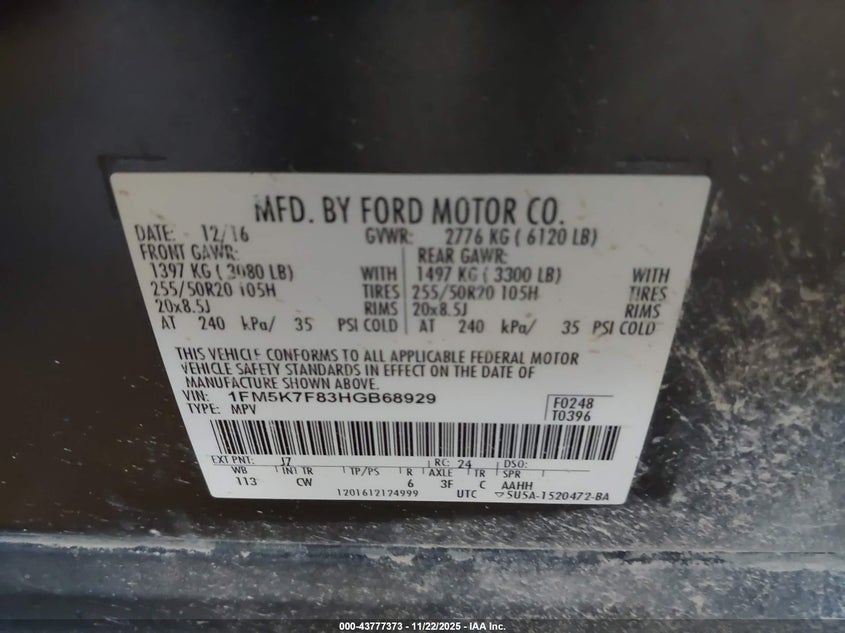 MFD. BY FORD MOTOR CO.
DATE: 12/16 GVWR: 2776 KG ( 6120 LB)
FRONT GAWR: REAR GAWR:
1397 KG ( 3080 LB) WITH 1497 KG ( 3300 LB) WITH
255/50R20 105H TIRES 255/50R20 105H TIRES
20x8.5J RIMS 20x8.5J RIMS
AT 240 kPa/ 35 PSI COLD AT 240 kPa/ 35 PSI COLD
THIS VEHICLE CONFORMS TO ALL APPLICABLE FEDERAL MOTOR
VEHICLE SAFETY STANDARDS IN EFFECT ON THE DATE OF
MANUFACTURE SHOWN ABOVE.
VIN: 1FM5K7F83HGB68929 F0248
TYPE: MPV T0396
EXT PNT: J7 RC: 24 DSO:
WB INT TR TP/PS R AXLE TR SPR
113 CW 6 3F C AAHH
1201612124999 UTC ▽5U5A-1520472-BA
000-43777373 - 11/22/2025 - IAA Inc.